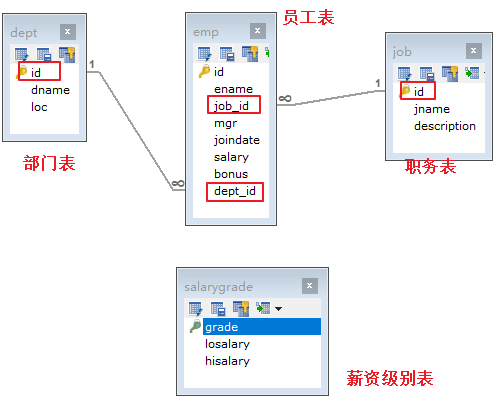 dept x
id
dname
loc
部门表
1
emp x
id
ename
job_id
mgr
joindate
salary
bonus
dept_id
员工表
∞
∞
1
job x
id
jname
description
职务表
salarygrade x
grade
losalary
hisalary
薪资级别表